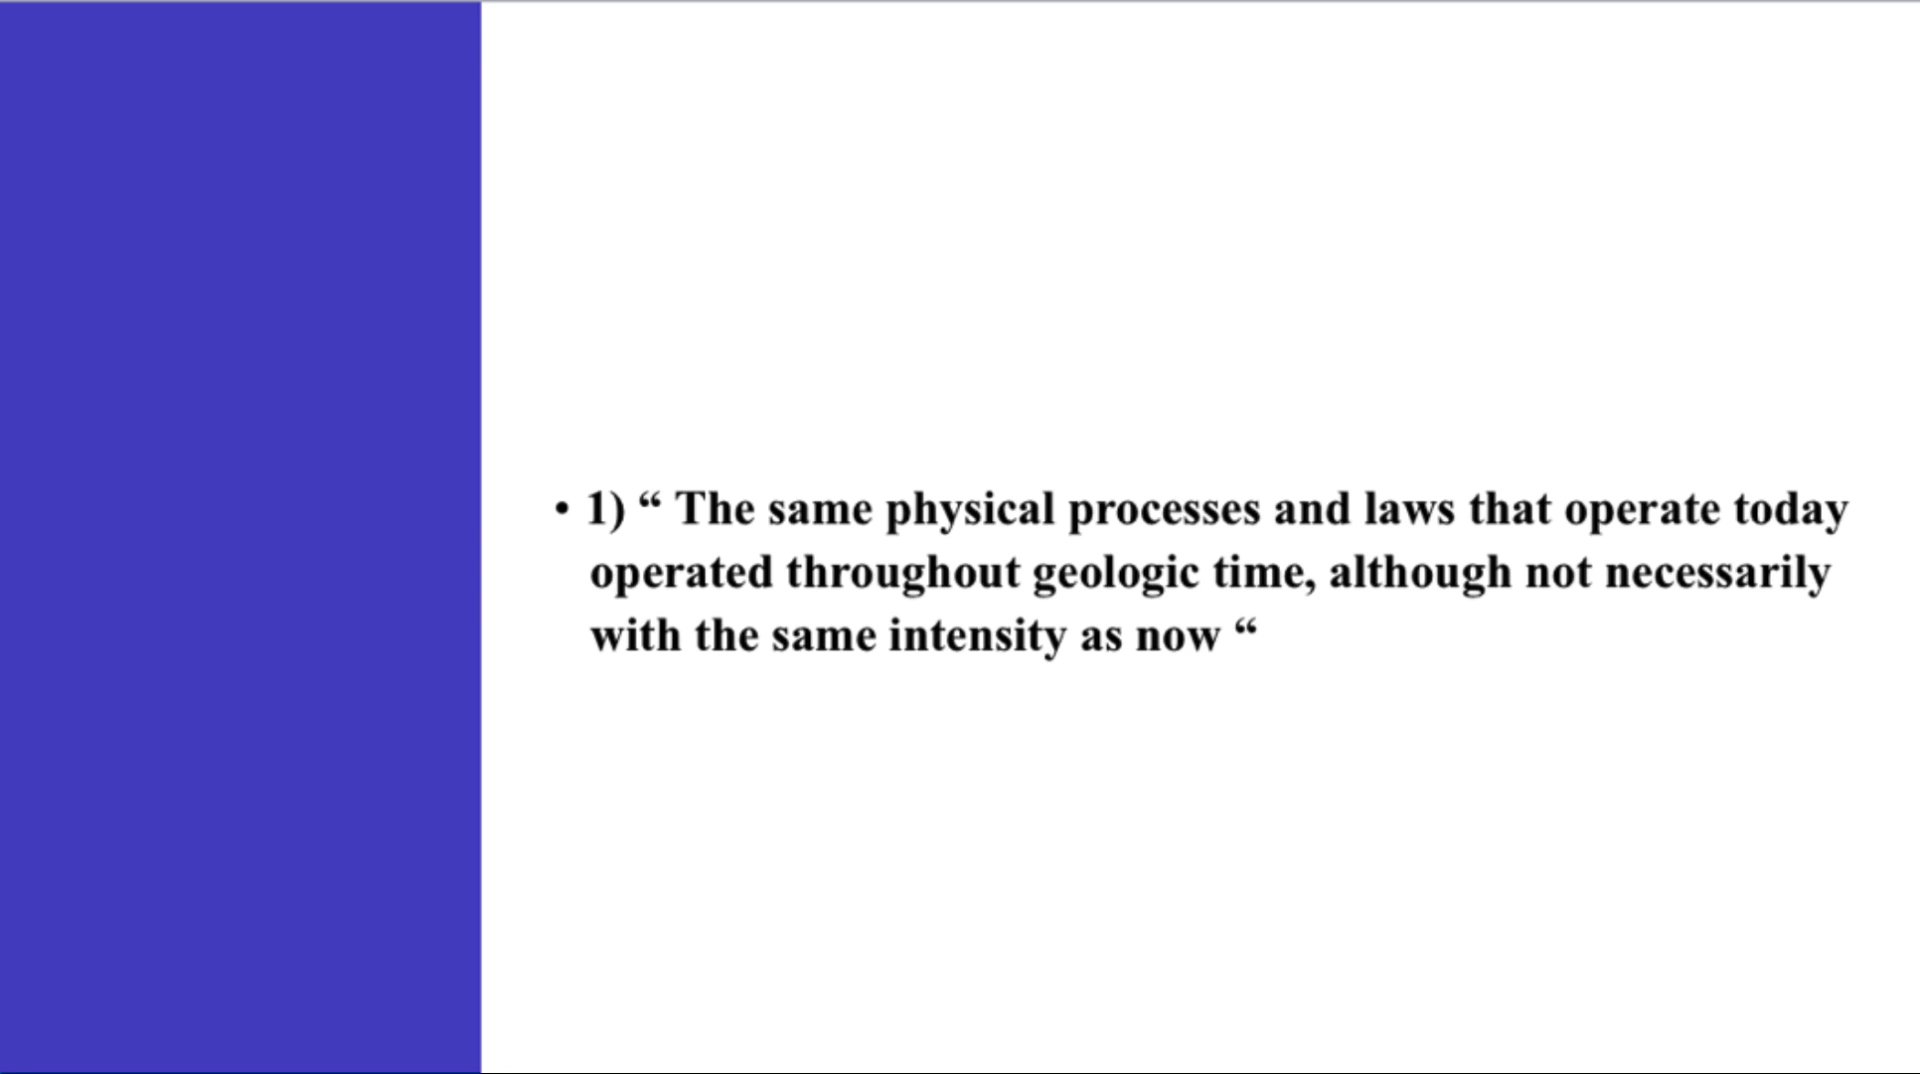 • 1) “ The same physical processes and laws that operate today
operated throughout geologic time, although not necessarily
with the same intensity as now “